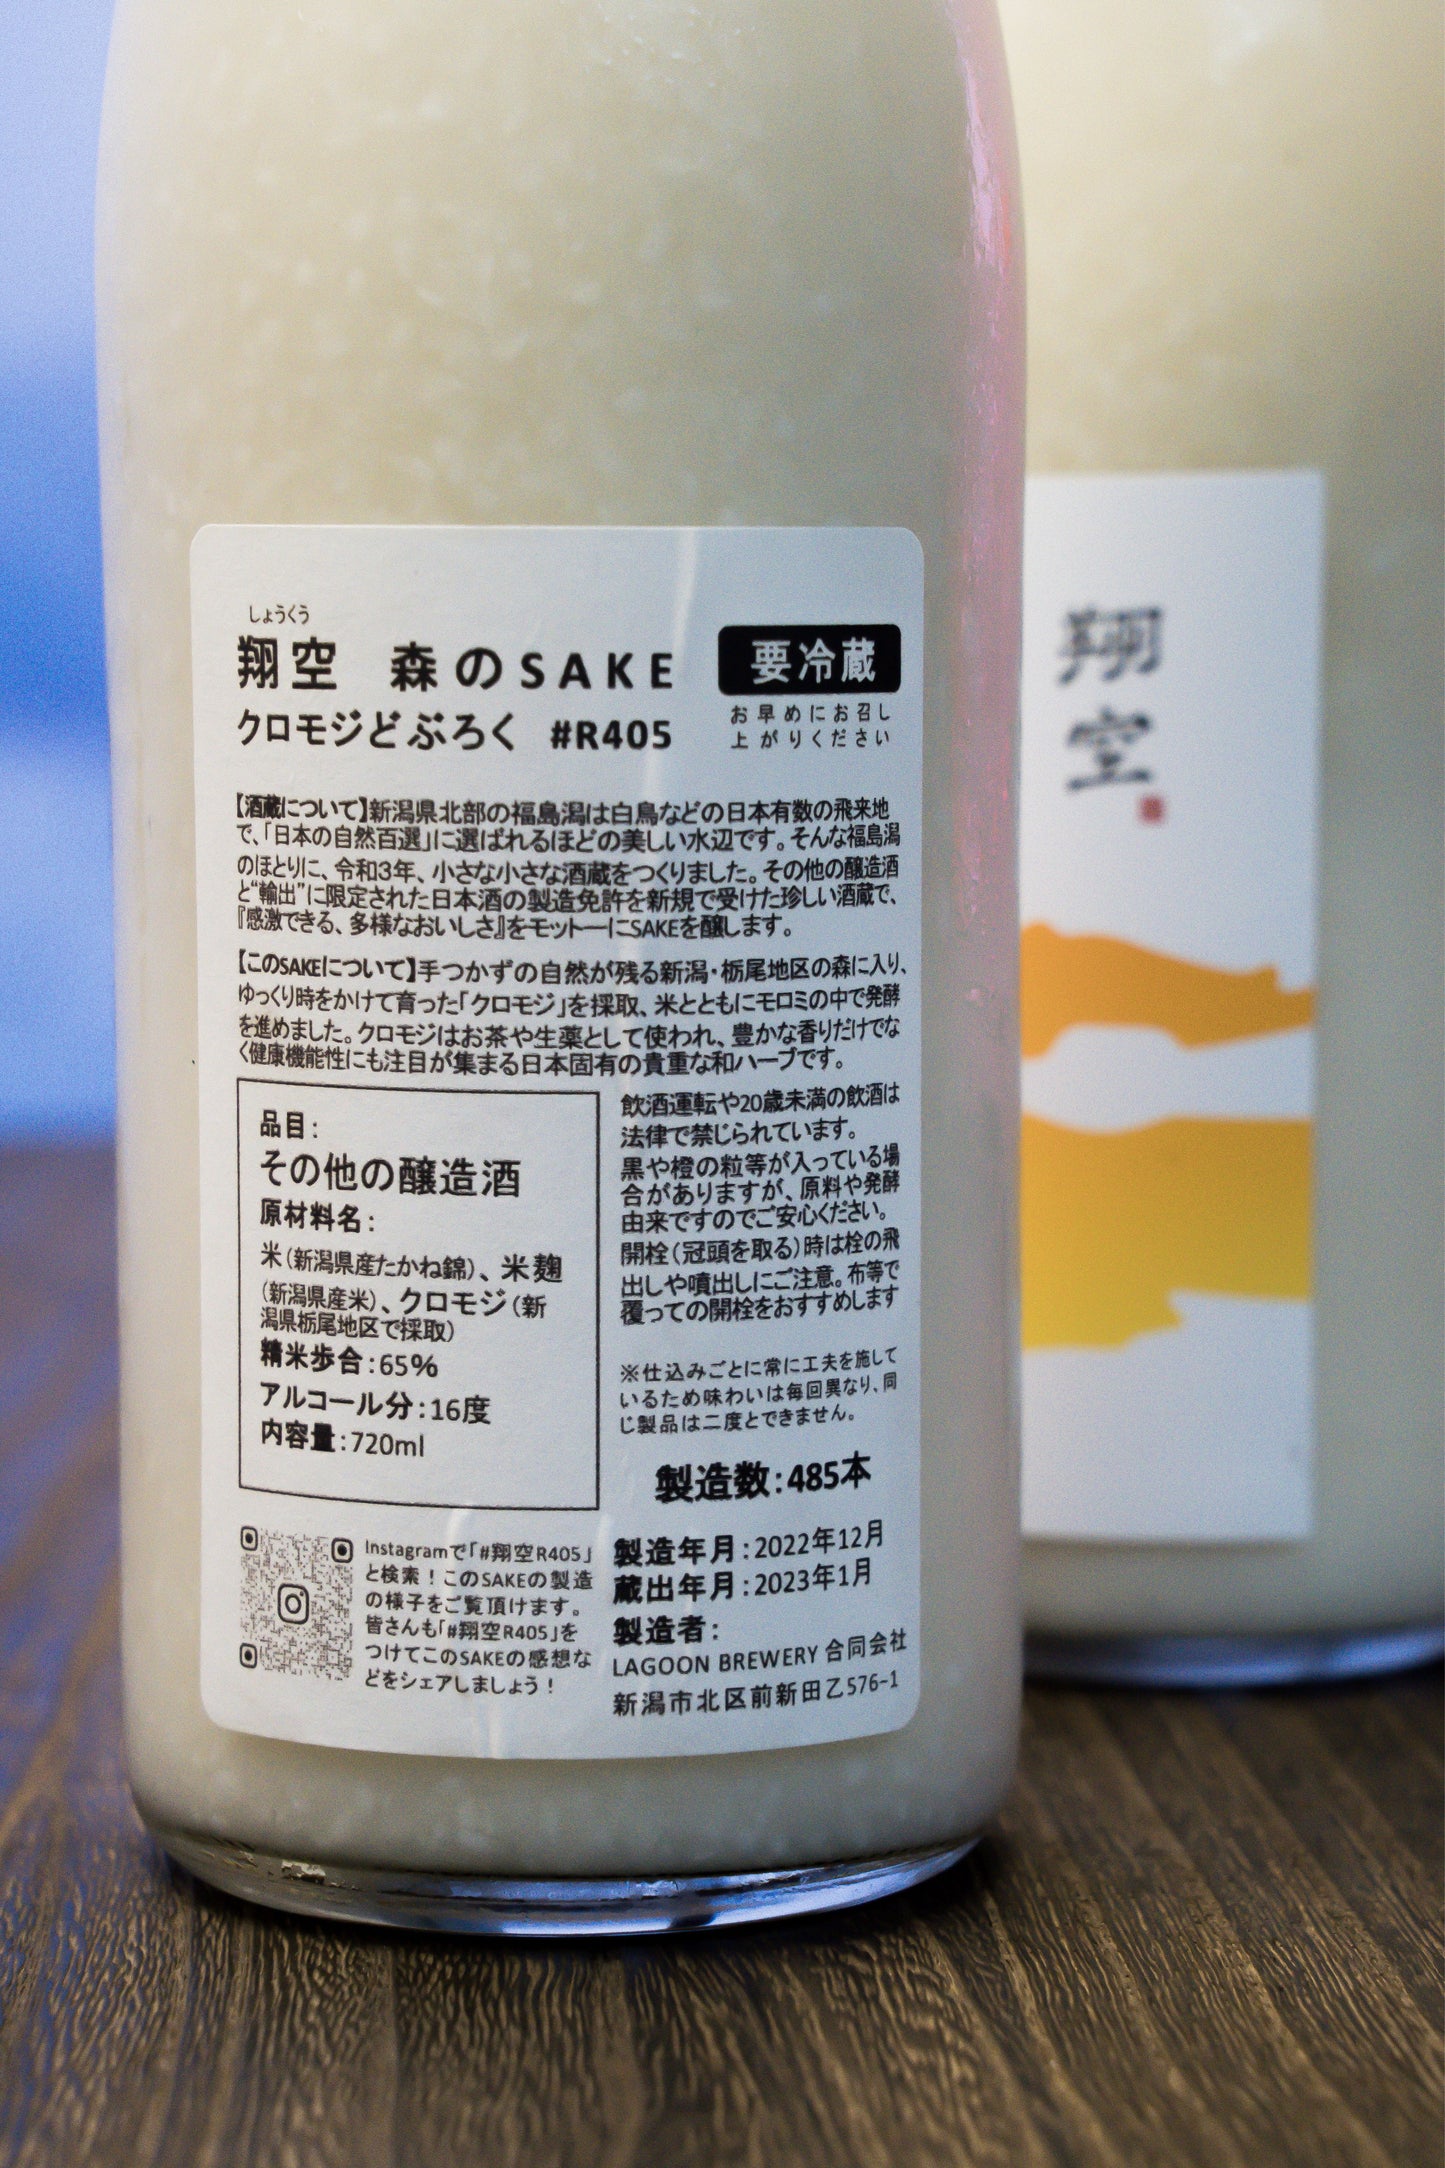 しょうくう
翔空 森のSAKE
クロモジどぶろく #R405
要冷蔵
お早めにお召し
上がりください
【酒蔵について】新潟県北部の福島潟は白鳥などの日本有数の飛来地
で、「日本の自然百選」に選ばれるほどの美しい水辺です。そんな福島潟
のほとりに、令和3年、小さな小さな酒蔵をつくりました。その他の醸造酒
と“輸出”に限定された日本酒の製造免許を新規で受けた珍しい酒蔵で、
『感激できる、多様なおいしさ』をモットーにSAKEを醸します。
【このSAKEについて】手つかずの自然が残る新潟・栃尾地区の森に入り、
ゆっくり時をかけて育った「クロモジ」を採取、米とともにモロミの中で発酵
を進めました。クロモジはお茶や生薬として使われ、豊かな香りだけでな
く健康機能性にも注目が集まる日本固有の貴重な和ハーブです。
品目：
その他の醸造酒
原材料名：
米（新潟県産たかね錦）、米麹
（新潟県産米）、クロモジ（新
潟県栃尾地区で採取）
精米歩合：65%
アルコール分：16度
内容量：720ml
飲酒運転や20歳未満の飲酒は
法律で禁じられています。
黒や橙の粒等が入っている場
合がありますが、原料や発酵
由来ですのでご安心ください。
開栓（冠頭を取る）時は栓の飛
出しや噴出しにご注意。布等で
覆っての開栓をおすすめします
※仕込みごとに常に工夫を施して
いるため味わいは毎回異なり、同
じ製品は二度とできません。
製造数：485本
Instagramで「#翔空R405」
と検索！このSAKEの製造
の様子をご覧頂けます。
皆さんも「#翔空R405」を
つけてこのSAKEの感想な
どをシェアしましょう！
製造年月：2022年12月
蔵出年月：2023年1月
製造者：
LAGOON BREWERY 合同会社
新潟市北区前新田乙576-1
翔空